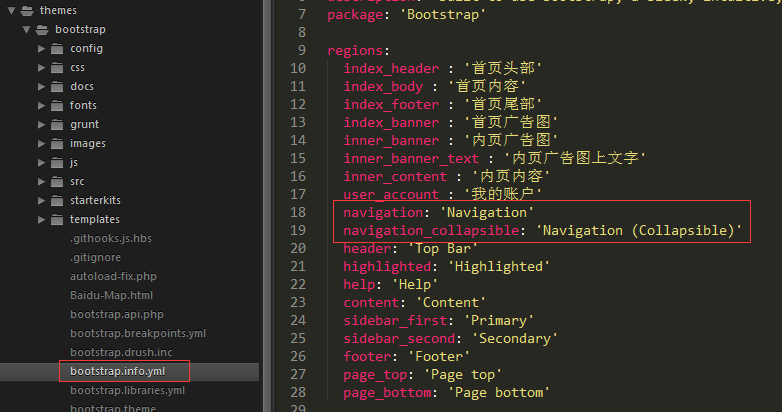 themes
bootstrap
config
css
docs
fonts
grunt
images
js
src
starterkits
templates
.githooks.js.hbs
.gitignore
autoload-fix.php
Baidu-Map.html
bootstrap.api.php
bootstrap.breakpoints.yml
bootstrap.drush.inc
bootstrap.info.yml
bootstrap.libraries.yml
bootstrap.theme
7 package: 'Bootstrap'
8
9 regions:
10 index_header : '首页头部'
11 index_body : '首页内容'
12 index_footer : '首页尾部'
13 index_banner : '首页广告图'
14 inner_banner : '内页广告图'
15 inner_banner_text : '内页广告图上文字'
16 inner_content : '内页内容'
17 user_account : '我的账户'
18 navigation: 'Navigation'
19 navigation_collapsible: 'Navigation (Collapsible)'
20 header: 'Top Bar'
21 highlighted: 'Highlighted'
22 help: 'Help'
23 content: 'Content'
24 sidebar_first: 'Primary'
25 sidebar_second: 'Secondary'
26 footer: 'Footer'
27 page_top: 'Page top'
28 page_bottom: 'Page bottom'